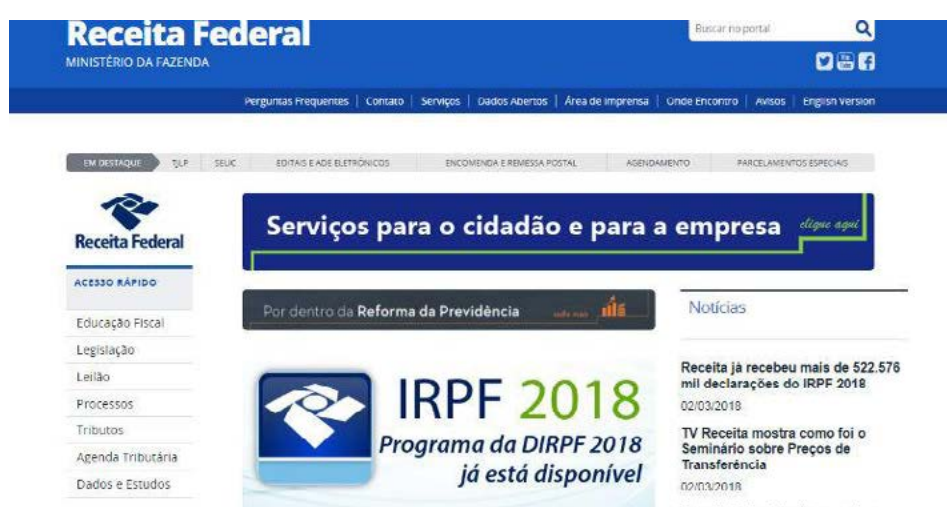 Receita Federal
MINISTÉRIO DA FAZENDA
Buscar no portal
Perguntas Frequentes | Contato | Serviços | Dados Abertos | Área de Imprensa | Onde Encontro | Avisos | English Version
EM DESTAQUE TJLP SELIC EDITAIS E ADE ELETRÔNICOS ENCOMENDA E REMESSA POSTAL AGENDAMENTO PARCELAMENTOS ESPECIAIS
Receita Federal
Serviços para o cidadão e para a empresa clique aqui
ACESSO RÁPIDO
Educação Fiscal
Legislação
Leilão
Processos
Tributos
Agenda Tributária
Dados e Estudos
Por dentro da Reforma da Previdência saiba mais
IRPF 2018
Programa da DIRPF 2018
já está disponível
Notícias
Receita já recebeu mais de 522.576
mil declarações do IRPF 2018
02/03/2018
TV Receita mostra como foi o
Seminário sobre Preços de
Transferência
02/03/2018